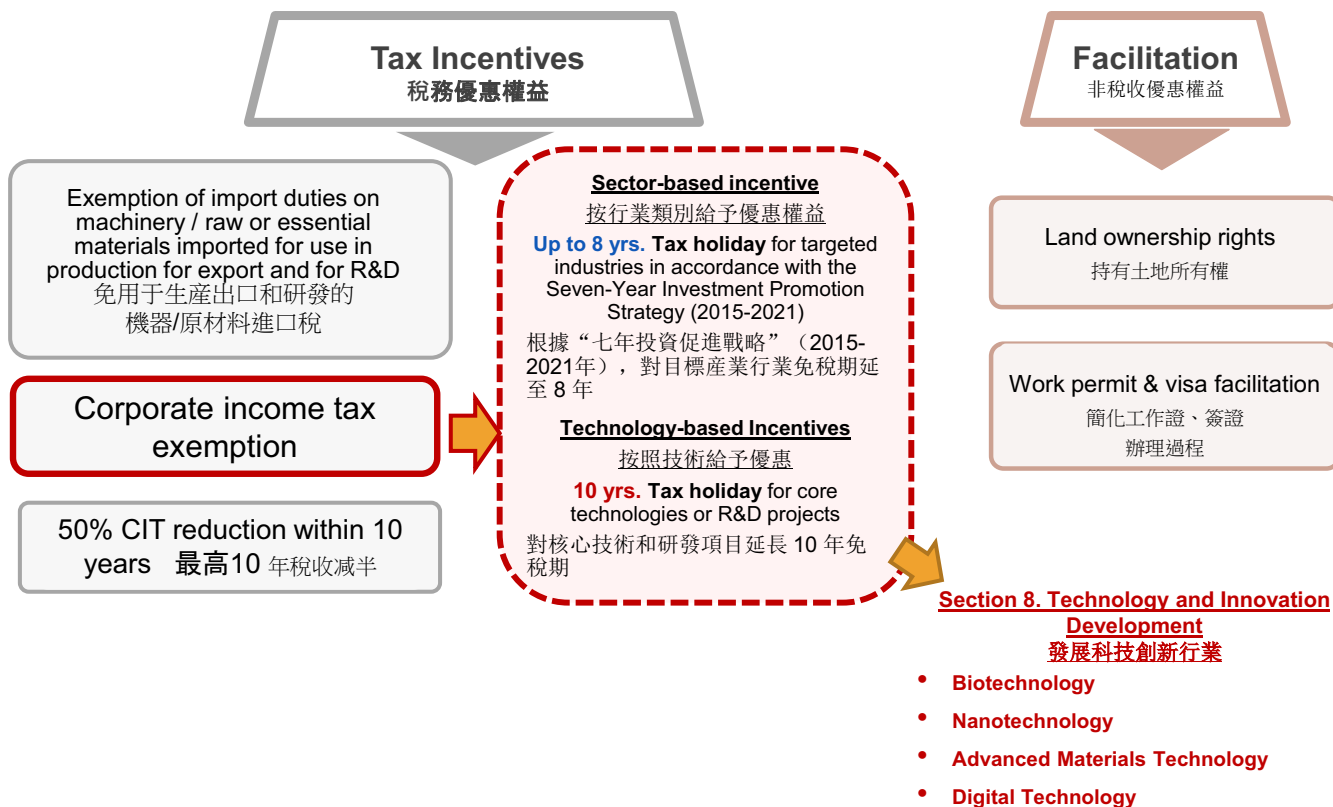 Tax Incentives
稅務優惠權益
Facilitation
非稅收優惠權益
Exemption of import duties on
machinery / raw or essential
materials imported for use in
production for export and for R&D
免用于生産出口和研發的
機器/原材料進口稅
Corporate income tax
exemption
50% CIT reduction within 10
years 最高10 年稅收减半
Sector-based incentive
按行業類別給予優惠權益
Up to 8 yrs. Tax holiday for targeted
industries in accordance with the
Seven-Year Investment Promotion
Strategy (2015-2021)
根據“七年投資促進戰略”（2015-
2021年），對目標産業行業免稅期延
至 8 年
Technology-based Incentives
按照技術給予優惠
10 yrs. Tax holiday for core
technologies or R&D projects
對核心技術和研發項目延長 10 年免
稅期
Land ownership rights
持有土地所有權
Work permit & visa facilitation
簡化工作證、簽證
辦理過程
Section 8. Technology and Innovation
Development
發展科技創新行業
• Biotechnology
• Nanotechnology
• Advanced Materials Technology
• Digital Technology